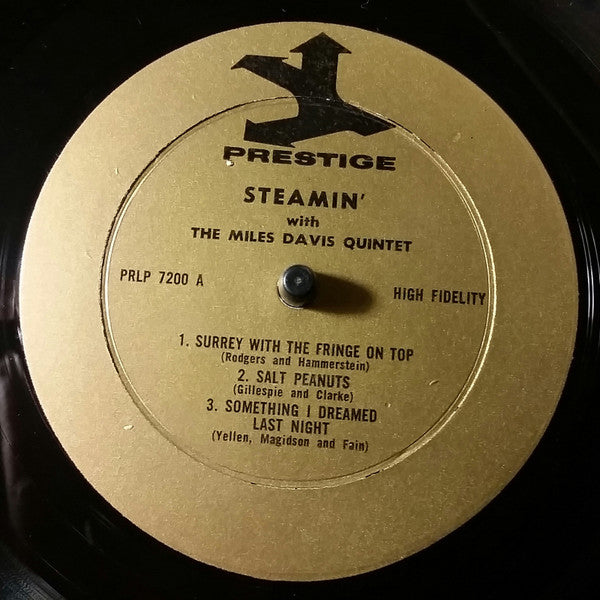 PRESTIGE
STEAMIN'
with
THE MILES DAVIS QUINTET
PRLP 7200 A
HIGH FIDELITY
1. SURREY WITH THE FRINGE ON TOP
(Rodgers and Hammerstein)
2. SALT PEANUTS
(Gillespie and Clarke)
3. SOMETHING I DREAMED
LAST NIGHT
(Yellen, Magidson and Fain)